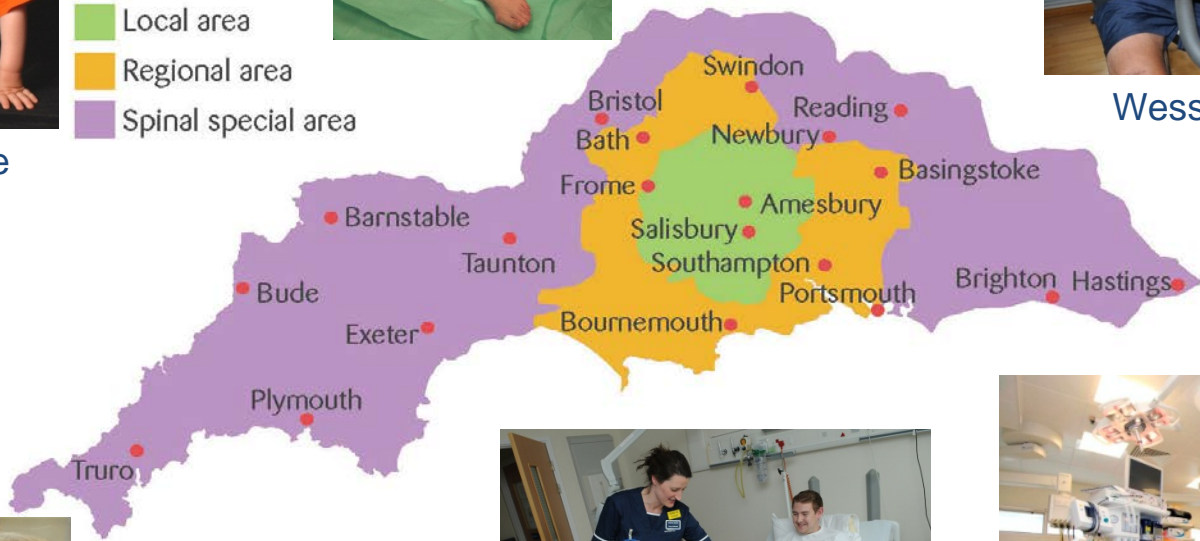 Local area
Regional area
Spinal special area
e
Wess
Swindon
Bristol
Reading
Bath
Newbury
Frome
Basingstoke
Amesbury
Barnstable
Salisbury
Taunton
Southampton
Bude
Portsmouth
Brighton
Hastings
Exeter
Bournemouth
Plymouth
Truro